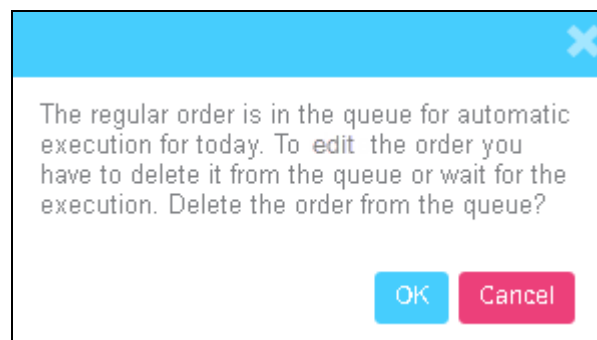 The regular order is in the queue for automatic
execution for today. To edit the order you
have to delete it from the queue or wait for the
execution. Delete the order from the queue?
OK Cancel